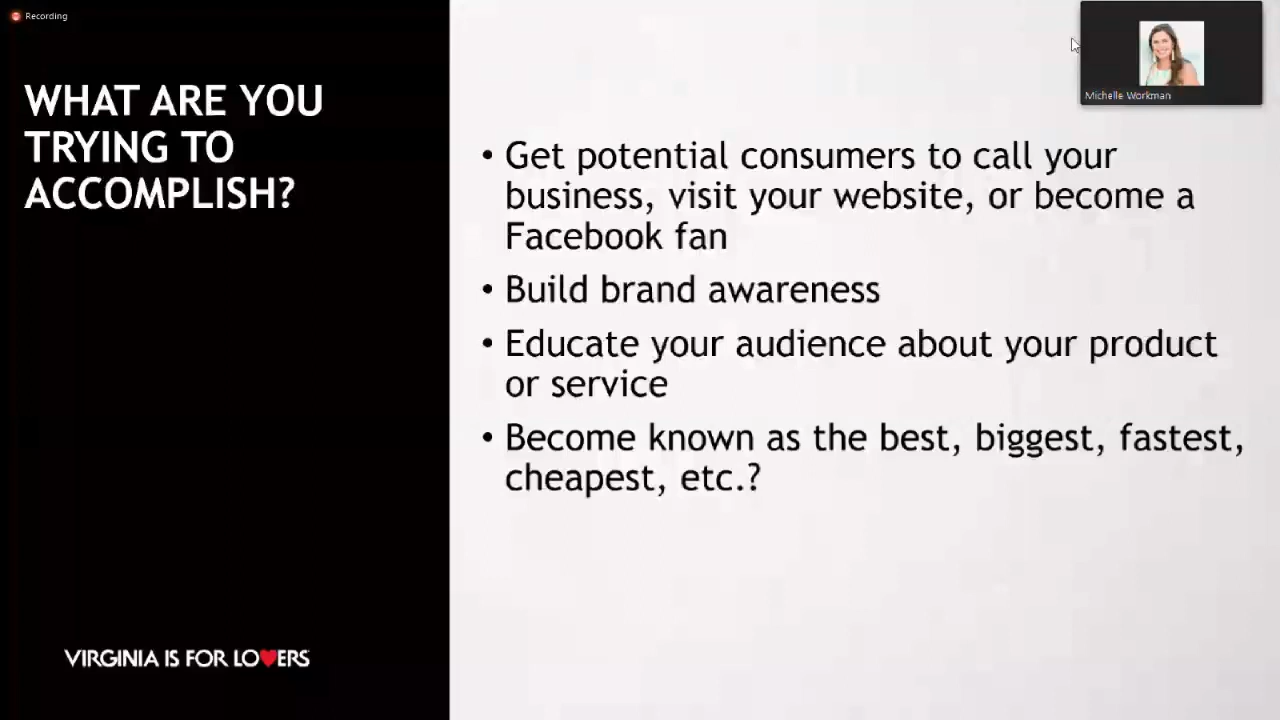 Recording
Michelle Workman
WHAT ARE YOU
TRYING TO
ACCOMPLISH?
• Get potential consumers to call your
business, visit your website, or become a
Facebook fan
• Build brand awareness
• Educate your audience about your product
or service
• Become known as the best, biggest, fastest,
cheapest, etc.?
VIRGINIA IS FOR LO♥ERS